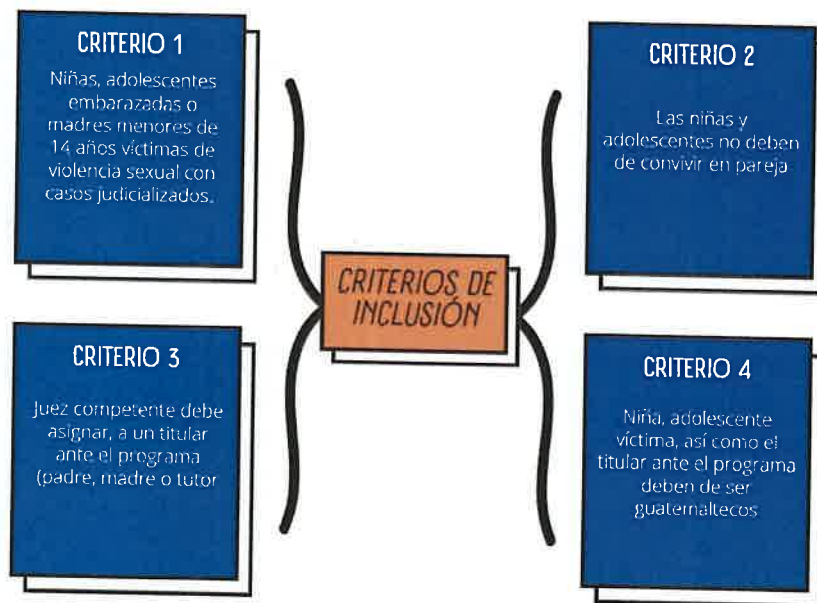 CRITERIO 1
Niñas, adolescentes
embarazadas o
madres menores de
14 años víctimas de
violencia sexual con
casos judicializados.
CRITERIO 2
Las niñas y
adolescentes no deben
de convivir en pareja
CRITERIOS DE
INCLUSIÓN
CRITERIO 3
Juez competente debe
asignar, a un titular
ante el programa
(padre, madre o tutor
CRITERIO 4
Niña, adolescente
víctima, así como el
titular ante el programa
deben de ser
guatemaltecos